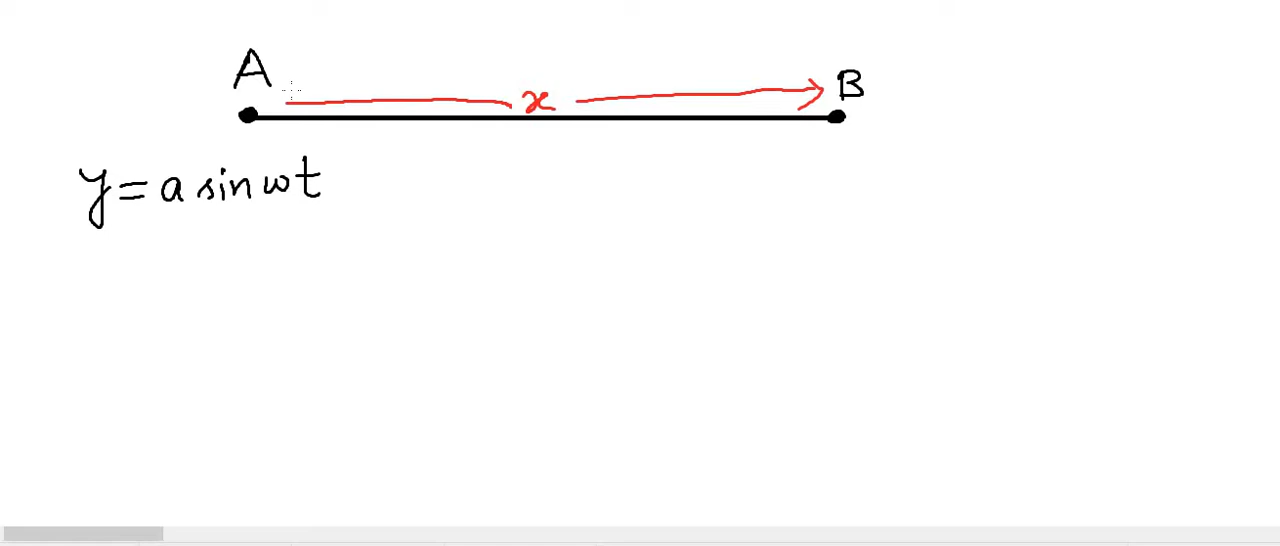 A x B
y = a sin ωt